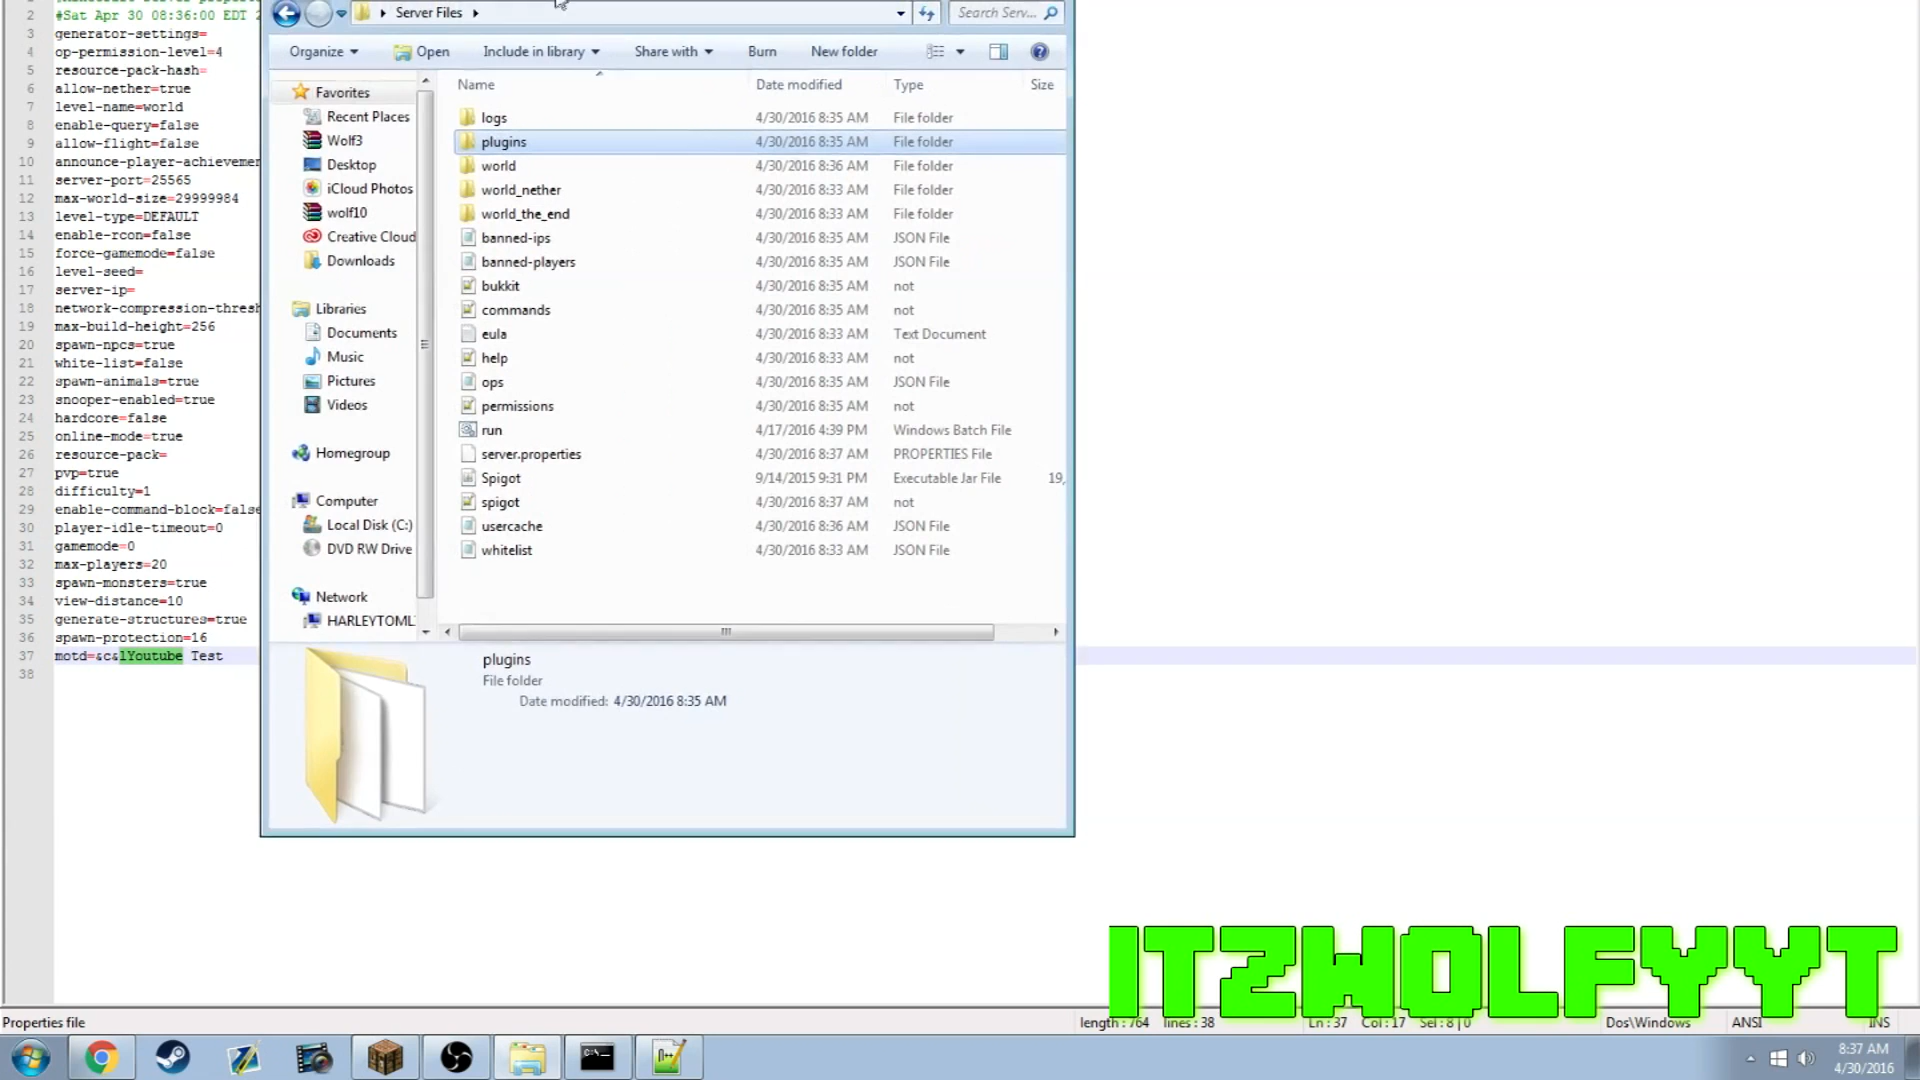 2
#Sat Apr 30 08:36:00 EDT 2
3
generator-settings=
4
op-permission-level=4
5
resource-pack-hash=
6
allow-nether=true
7
level-name=world
8
enable-query=false
9
allow-flight=false
10
announce-player-achievemen
11
server-port=25565
12
max-world-size=29999984
13
level-type=DEFAULT
14
enable-rcon=false
15
force-gamemode=false
16
level-seed=
17
server-ip=
18
network-compression-thresh
19
max-build-height=256
20
spawn-npcs=true
21
white-list=false
22
spawn-animals=true
23
snooper-enabled=true
24
hardcore=false
25
online-mode=true
26
resource-pack=
27
pvp=true
28
difficulty=1
29
enable-command-block=false
30
player-idle-timeout=0
31
gamemode=0
32
max-players=20
33
spawn-monsters=true
34
view-distance=10
35
generate-structures=true
36
spawn-protection=16
37
motd=&c&lYoutube Test
38
Server Files
Search Serv...
Organize
Open
Include in library
Share with
Burn
New folder
Favorites
Recent Places
Wolf3
Desktop
iCloud Photos
wolf10
Creative Cloud
Downloads
Libraries
Documents
Music
Pictures
Videos
Homegroup
Computer
Local Disk (C:)
DVD RW Drive
Network
HARLEYTOML
Name Date modified Type Size
logs 4/30/2016 8:35 AM File folder
plugins 4/30/2016 8:35 AM File folder
world 4/30/2016 8:36 AM File folder
world_nether 4/30/2016 8:33 AM File folder
world_the_end 4/30/2016 8:33 AM File folder
banned-ips 4/30/2016 8:35 AM JSON File
banned-players 4/30/2016 8:35 AM JSON File
bukkit 4/30/2016 8:35 AM not
commands 4/30/2016 8:35 AM not
eula 4/30/2016 8:33 AM Text Document
help 4/30/2016 8:33 AM not
ops 4/30/2016 8:35 AM JSON File
permissions 4/30/2016 8:35 AM not
run 4/17/2016 4:39 PM Windows Batch File
server.properties 4/30/2016 8:37 AM PROPERTIES File
Spigot 9/14/2015 9:31 PM Executable Jar File 19,
spigot 4/30/2016 8:37 AM not
usercache 4/30/2016 8:36 AM JSON File
whitelist 4/30/2016 8:33 AM JSON File
plugins
File folder
Date modified: 4/30/2016 8:35 AM
ITZWOLFYYT
Properties file
length : 764 lines : 38
Ln : 37 Col : 17 Sel : 8 | 0
Dos\Windows
ANSI
INS
8:37 AM
4/30/2016